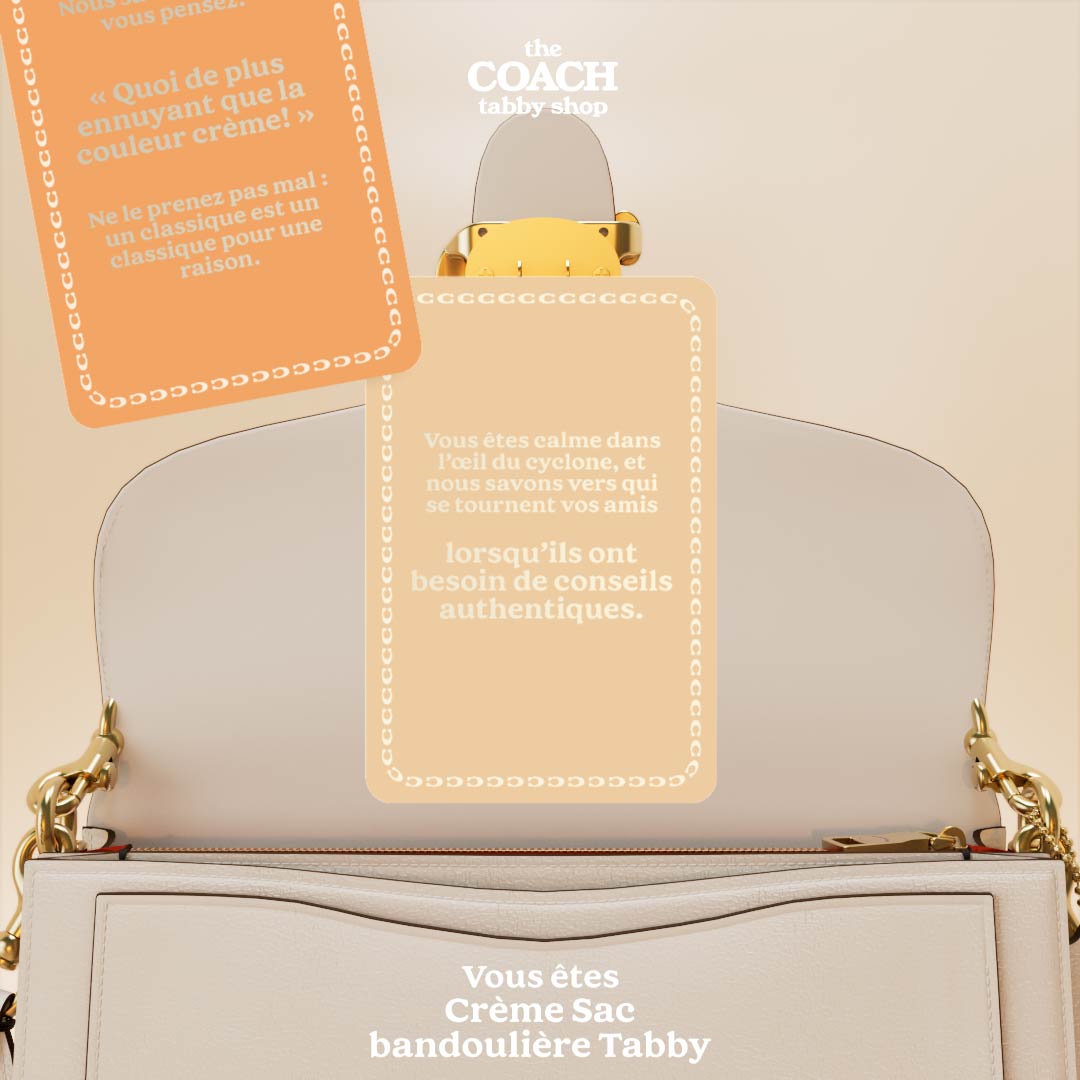 Nous
vous pensez.
« Quoi de plus
ennuyant que la
couleur crème! »
Ne le prenez pas mal :
un classique est un
classique pour une
raison.
the
COACH
tabby shop
Vous êtes calme dans
l’œil du cyclone, et
nous savons vers qui
se tournent vos amis
lorsqu’ils ont
besoin de conseils
authentiques.
Vous êtes
Crème Sac
bandoulière Tabby